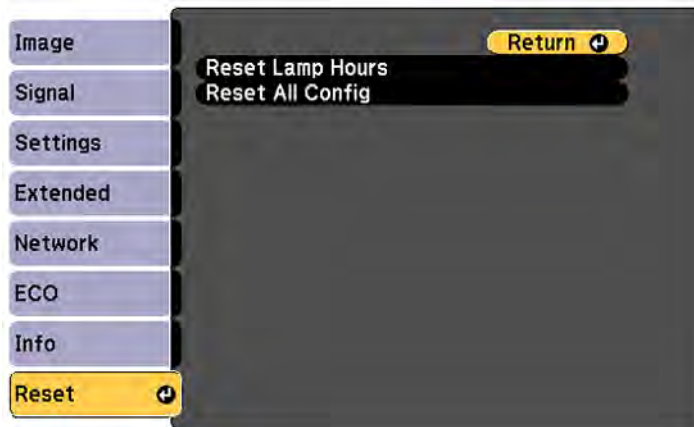 Image
Signal
Settings
Extended
Network
ECO
Info
Reset
Return
Reset Lamp Hours
Reset All Config